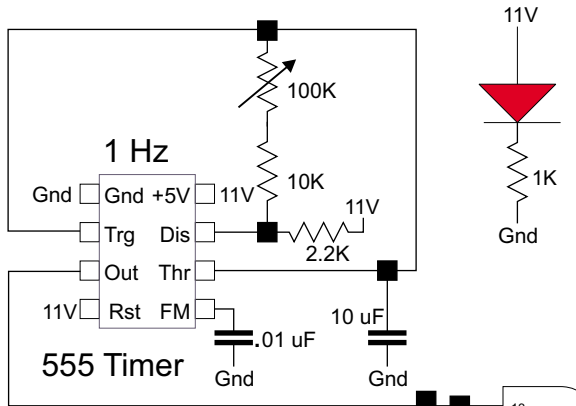 11V
100K
1 Hz
10K
1K
Gnd
Gnd
+5V
11V
11V
Trg
Dis
2.2K
Gnd
Out
Thr
11V
Rst
FM
10 uF
.01 uF
555 Timer
Gnd
Gnd